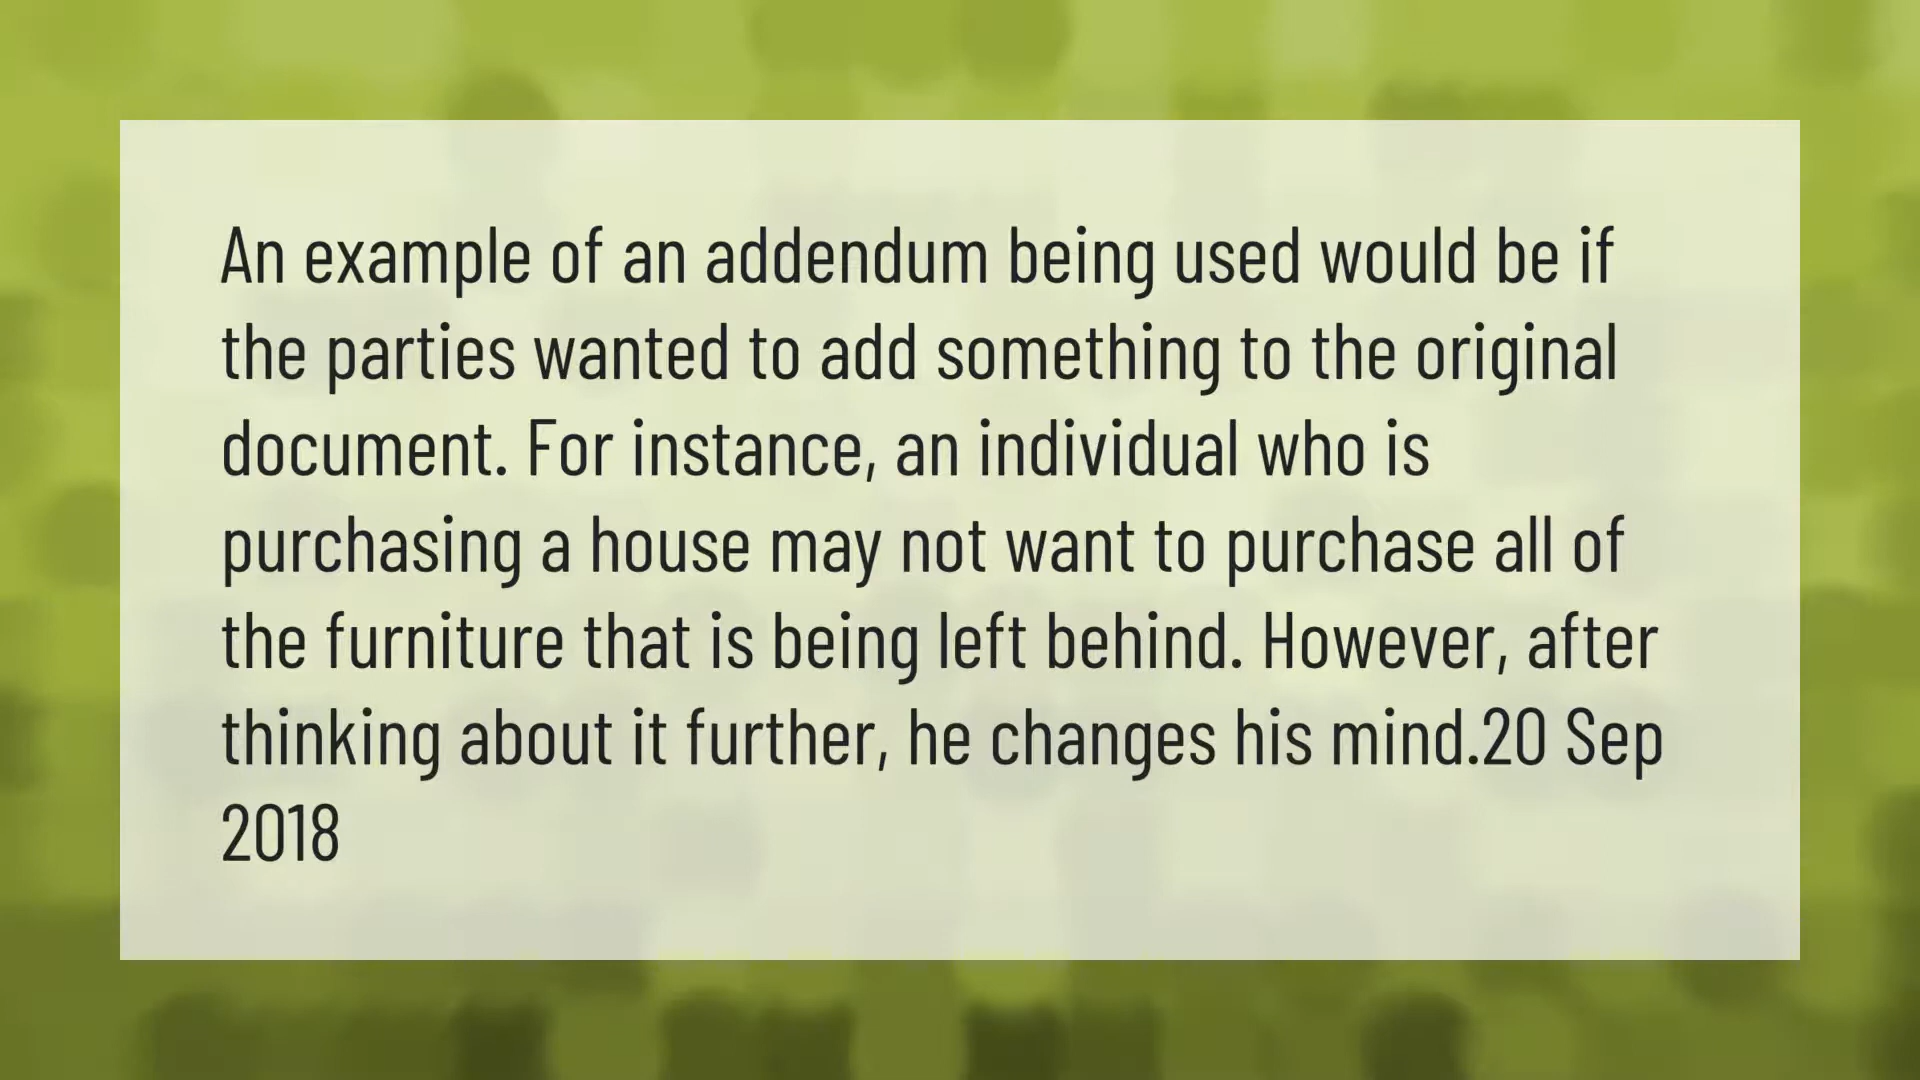 An example of an addendum being used would be if
the parties wanted to add something to the original
document. For instance, an individual who is
purchasing a house may not want to purchase all of
the furniture that is being left behind. However, after
thinking about it further, he changes his mind.20 Sep
2018